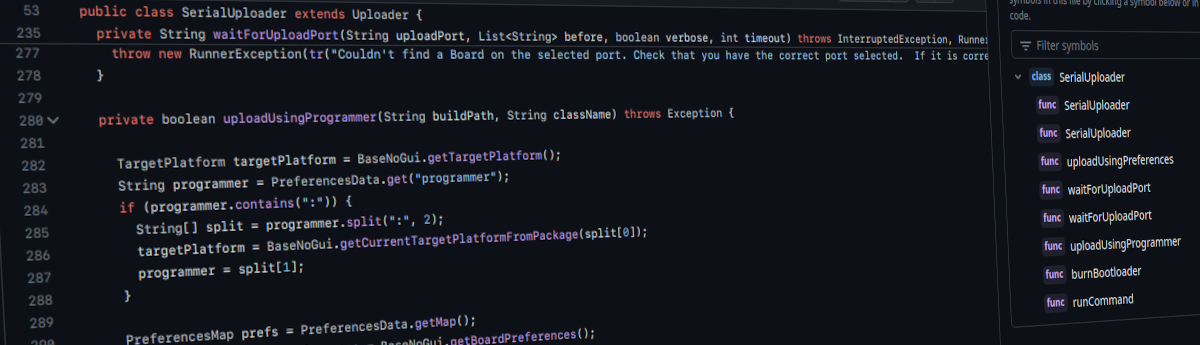 symbols in this file by clicking a symbol below or in
code.
53 public class SerialUploader extends Uploader {
235 private String waitForUploadPort(String uploadPort, List<String> before, boolean verbose, int timeout) throws InterruptedException, Runner
277 throw new RunnerException(tr("Couldn't find a Board on the selected port. Check that you have the correct port selected.  If it is corre
278 }
279
280 private boolean uploadUsingProgrammer(String buildPath, String className) throws Exception {
281
282 TargetPlatform targetPlatform = BaseNoGui.getTargetPlatform();
283 String programmer = PreferencesData.get("programmer");
284 if (programmer.contains(":")) {
285 String[] split = programmer.split(":", 2);
286 targetPlatform = BaseNoGui.getCurrentTargetPlatformFromPackage(split[0]);
287 programmer = split[1];
288 }
289
290 PreferencesMap prefs = PreferencesData.getMap();
BaseNoGui.getBoardPreferences();
Filter symbols
class SerialUploader
func SerialUploader
func SerialUploader
func uploadUsingPreferences
func waitForUploadPort
func waitForUploadPort
func uploadUsingProgrammer
func burnBootloader
func runCommand